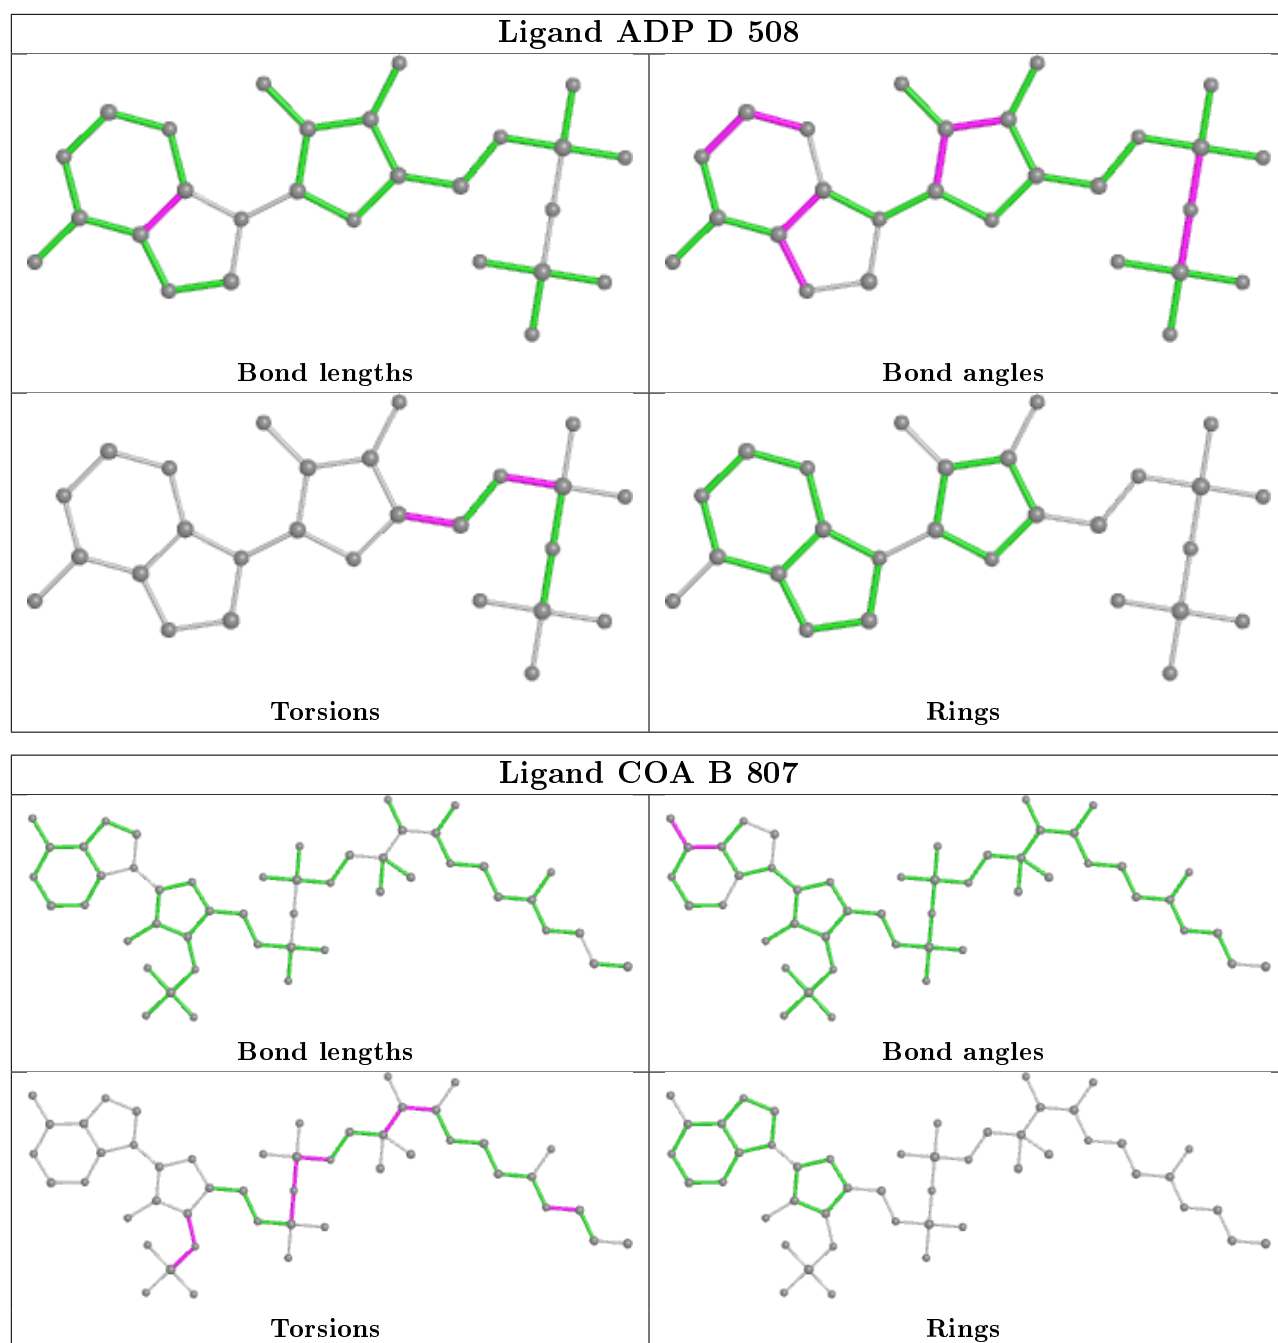 Ligand ADP D 508
Bond lengths
Bond angles
Torsions
Rings
Ligand COA B 807
Bond lengths
Bond angles
Torsions
Rings